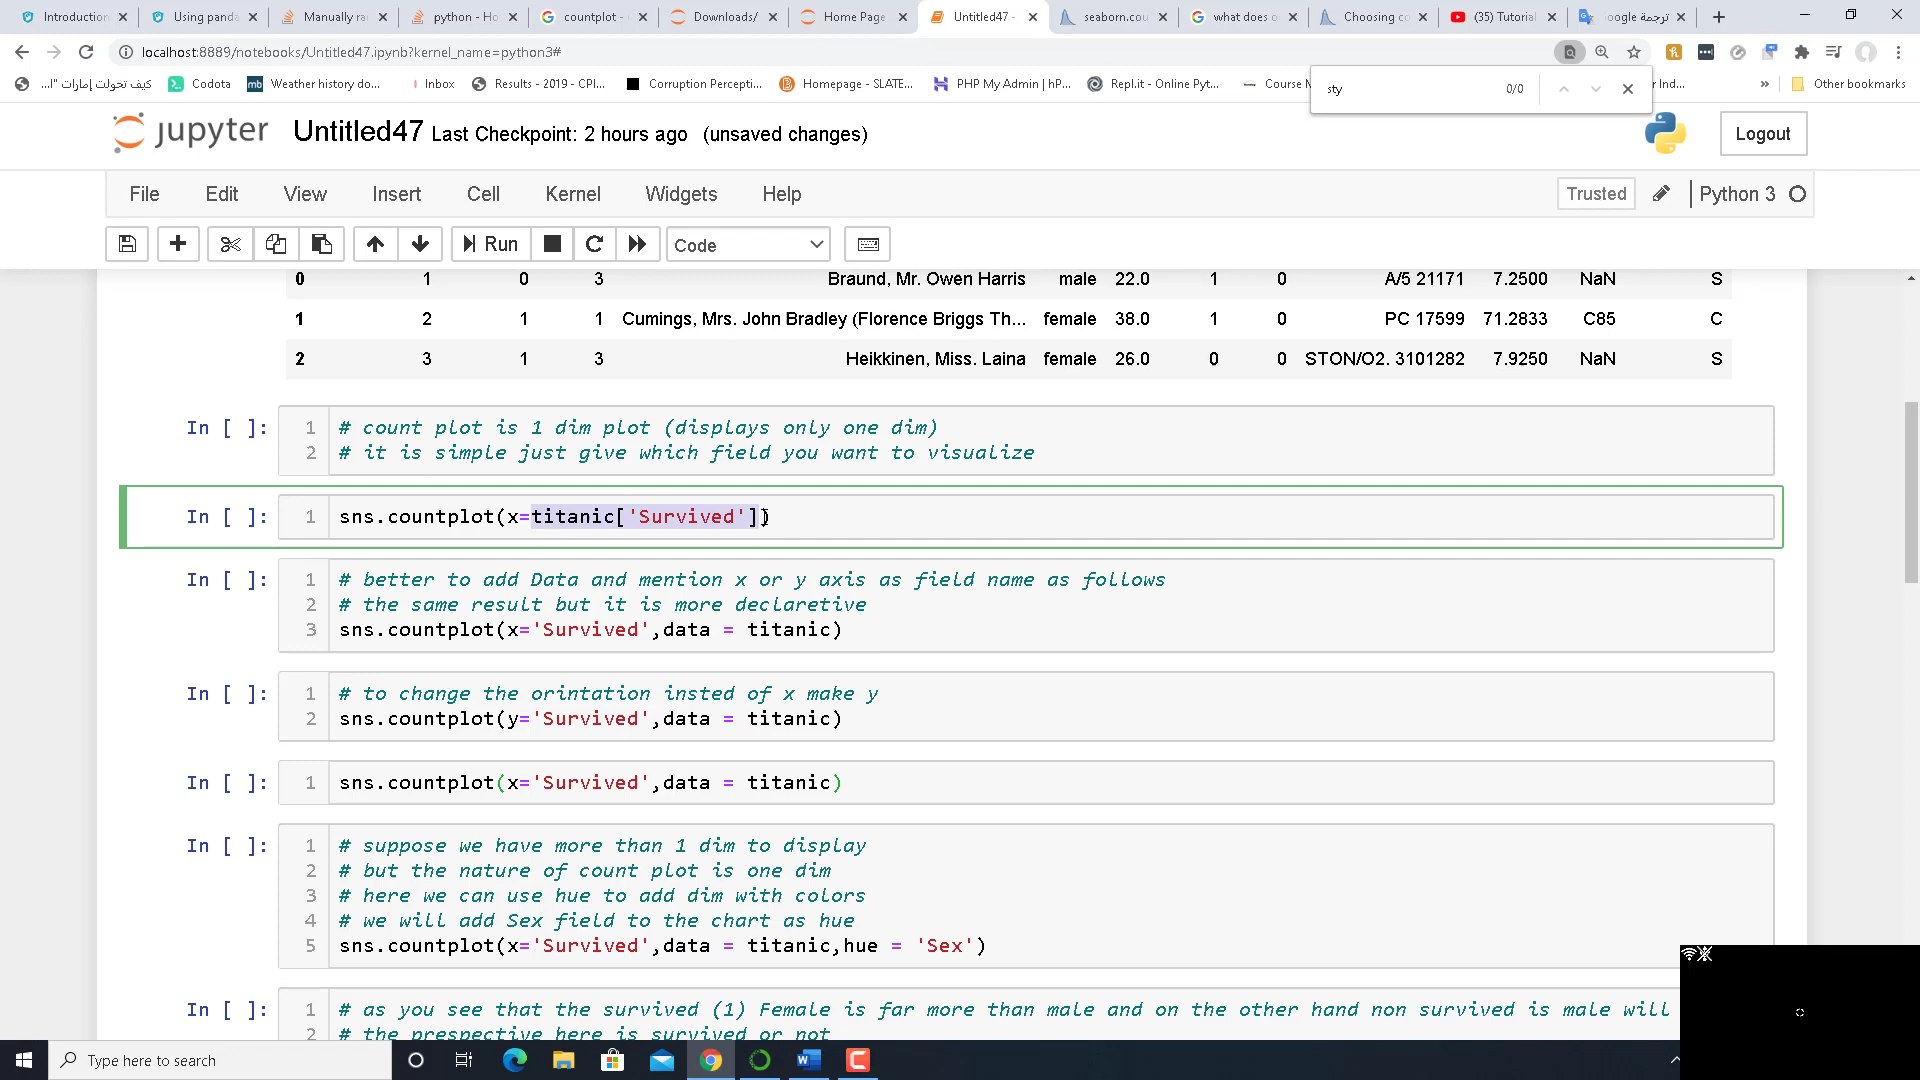 Introduction
Using panda
Manually ra
python - Ho
countplot -
Downloads/
Home Page
Untitled47 -
seaborn.cou
what does o
Choosing co
(35) Tutorial
ترجمة Google
localhost:8889/notebooks/Untitled47.ipynb?kernel_name=python3#
كيف تحولت إمارات "ا...
Codota
Weather history do...
Inbox
Results - 2019 - CPI...
Corruption Percepti...
Homepage - SLATE...
PHP My Admin | hP...
Repl.it - Online Pyt...
Course
r Ind...
»
Other bookmarks
sty
0/0
jupyter
Untitled47 Last Checkpoint: 2 hours ago (unsaved changes)
Logout
File Edit View Insert Cell Kernel Widgets Help
Trusted
Python 3
Run
Code
0 1 0 3 Braund, Mr. Owen Harris male 22.0 1 0 A/5 21171 7.2500 NaN S
1 2 1 1 Cumings, Mrs. John Bradley (Florence Briggs Th... female 38.0 1 0 PC 17599 71.2833 C85 C
2 3 1 3 Heikkinen, Miss. Laina female 26.0 0 0 STON/O2. 3101282 7.9250 NaN S
In [ ]: 1 # count plot is 1 dim plot (displays only one dim)
2 # it is simple just give which field you want to visualize
In [ ]: 1 sns.countplot(x=titanic['Survived'])
In [ ]: 1 # better to add Data and mention x or y axis as field name as follows
2 # the same result but it is more declaretive
3 sns.countplot(x='Survived',data = titanic)
In [ ]: 1 # to change the orintation insted of x make y
2 sns.countplot(y='Survived',data = titanic)
In [ ]: 1 sns.countplot(x='Survived',data = titanic)
In [ ]: 1 # suppose we have more than 1 dim to display
2 # but the nature of count plot is one dim
3 # here we can use hue to add dim with colors
4 # we will add Sex field to the chart as hue
5 sns.countplot(x='Survived',data = titanic,hue = 'Sex')
In [ ]: 1 # as you see that the survived (1) Female is far more than male and on the other hand non survived is male will
2 # the prespective here is survived or not
Type here to search